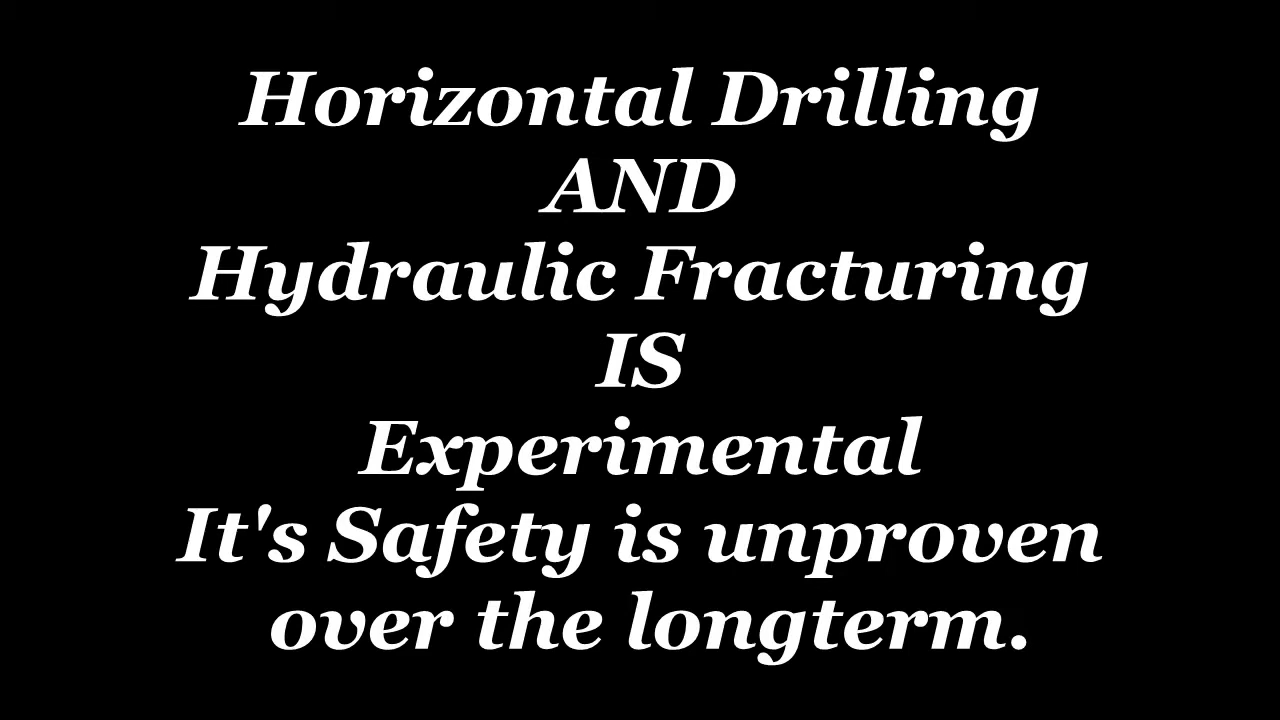 Horizontal Drilling
AND
Hydraulic Fracturing
IS
Experimental
It's Safety is unproven
over the longterm.